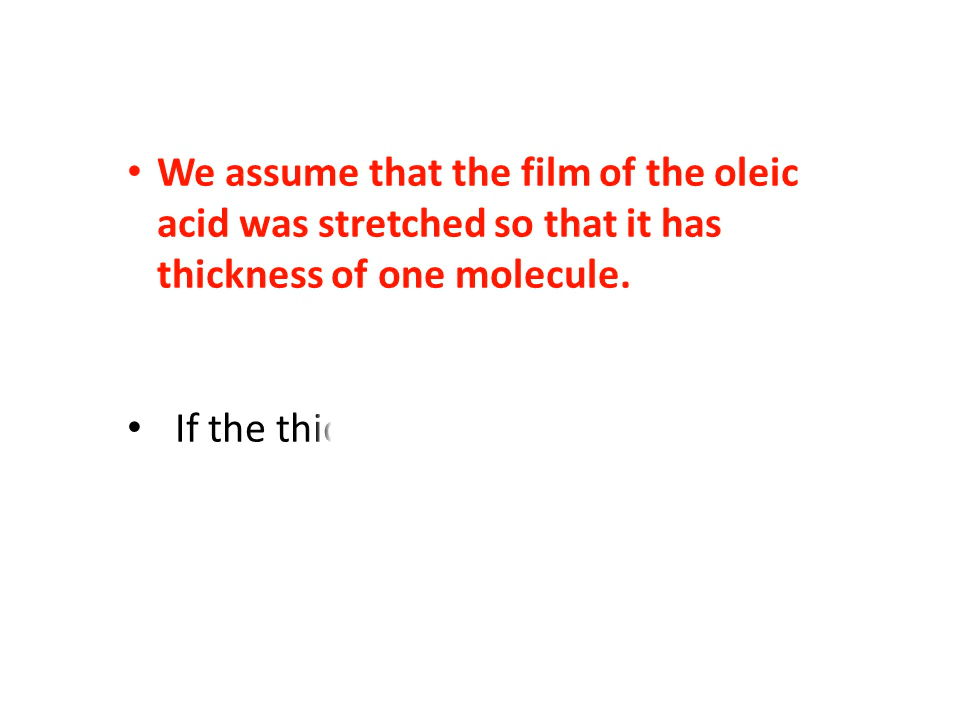 • We assume that the film of the oleic
acid was stretched so that it has
thickness of one molecule.
• If the